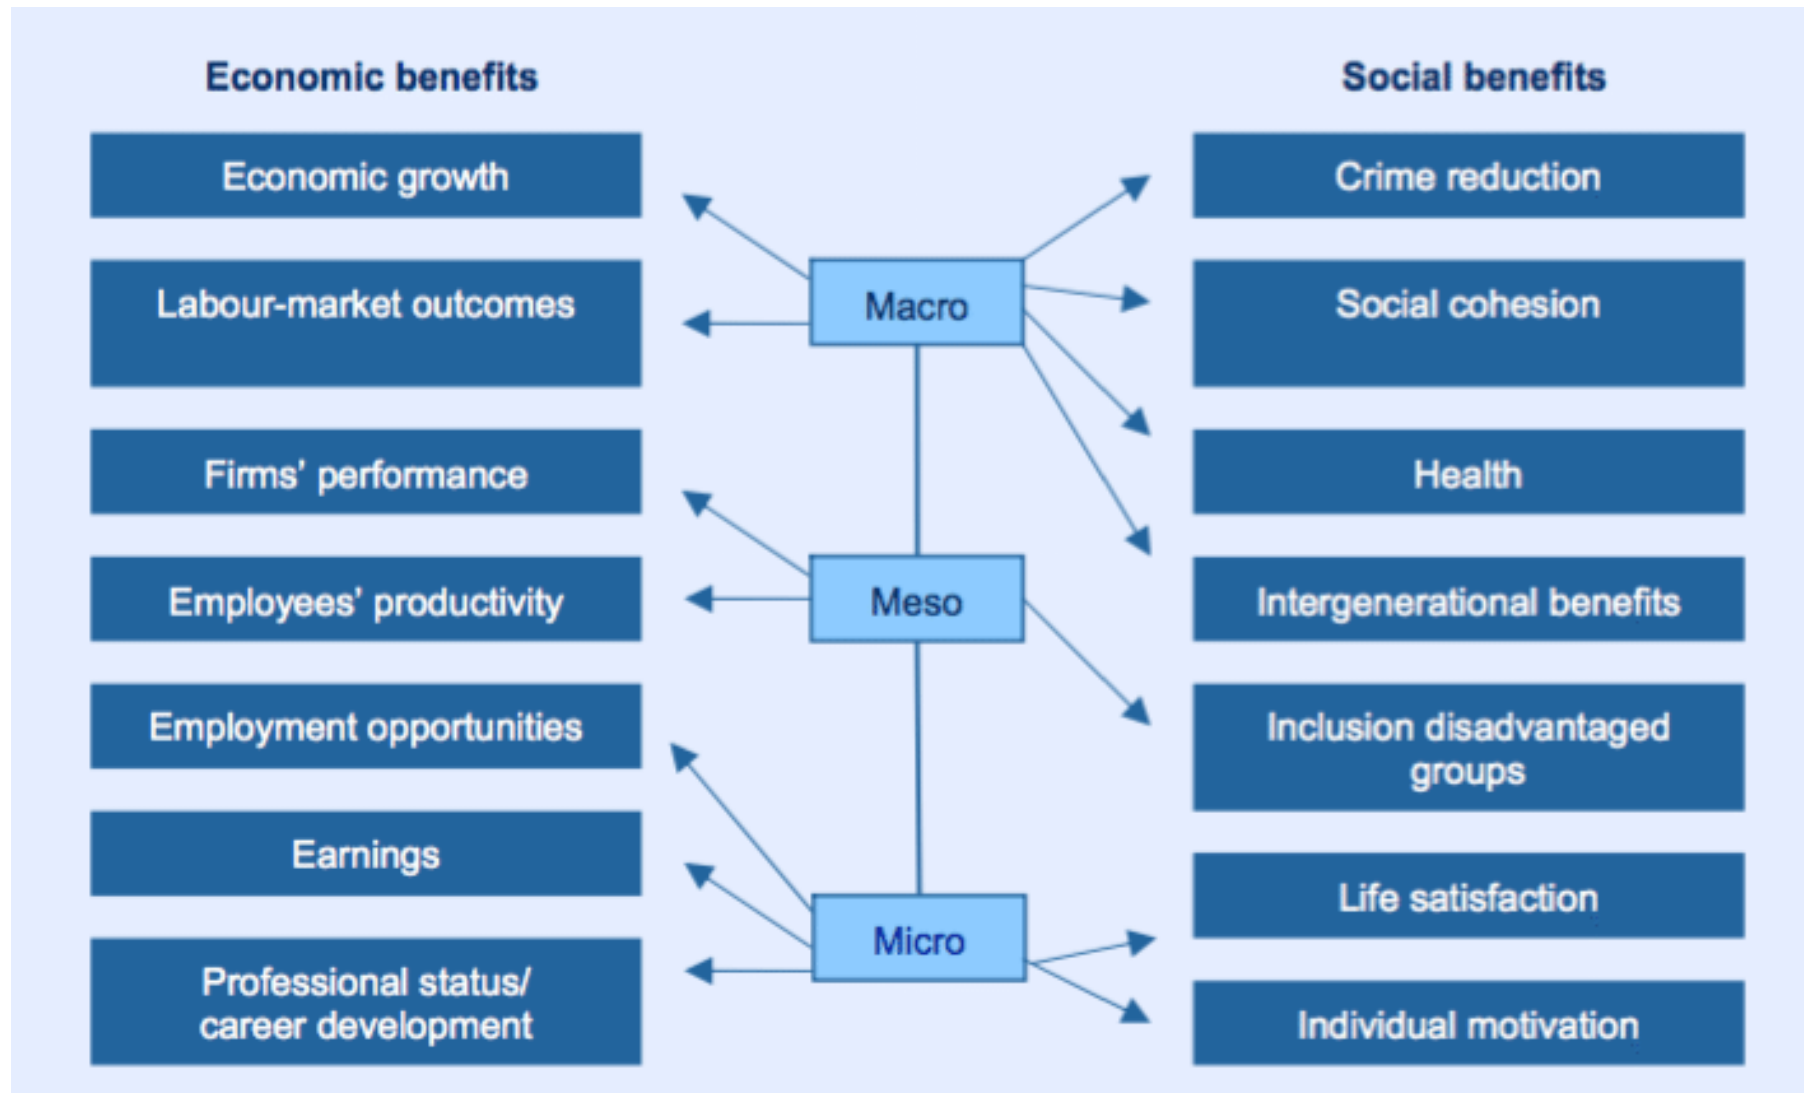 Economic benefits
Economic growth
Labour-market outcomes
Firms’ performance
Employees’ productivity
Employment opportunities
Earnings
Professional status/
career development
Macro
Meso
Micro
Social benefits
Crime reduction
Social cohesion
Health
Intergenerational benefits
Inclusion disadvantaged
groups
Life satisfaction
Individual motivation